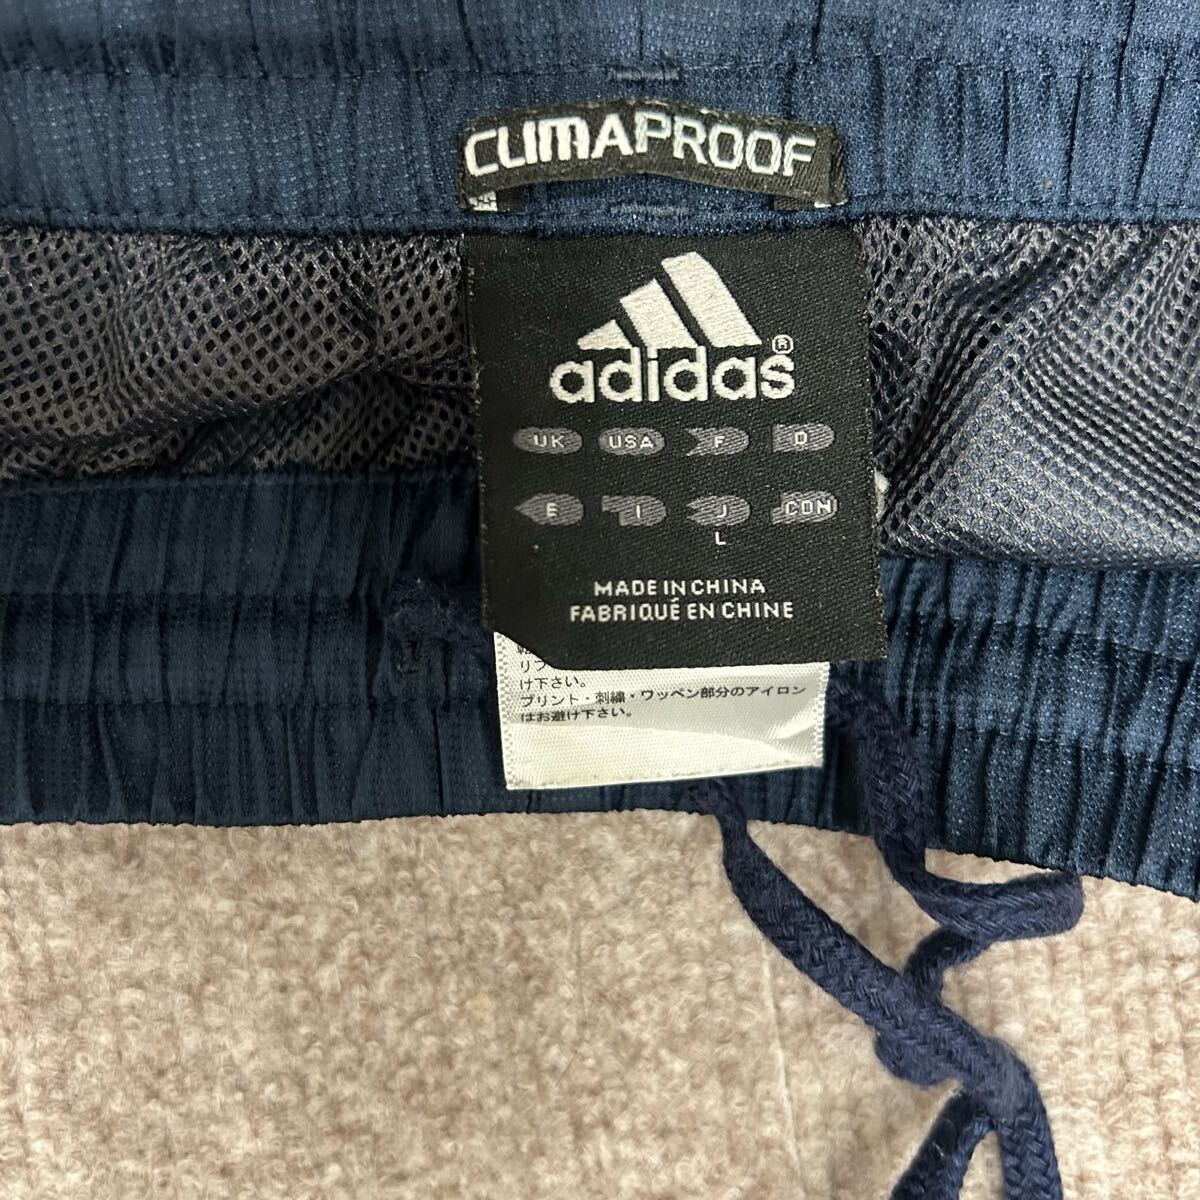 CLIMAPROOF
adidas®
UK USA F D
E I J CON
L
MADE IN CHINA
FABRIQUÉ EN CHINE
リフ
け下さい。
プリント・刺繍・ワッペン部分のアイロン
はお避け下さい。